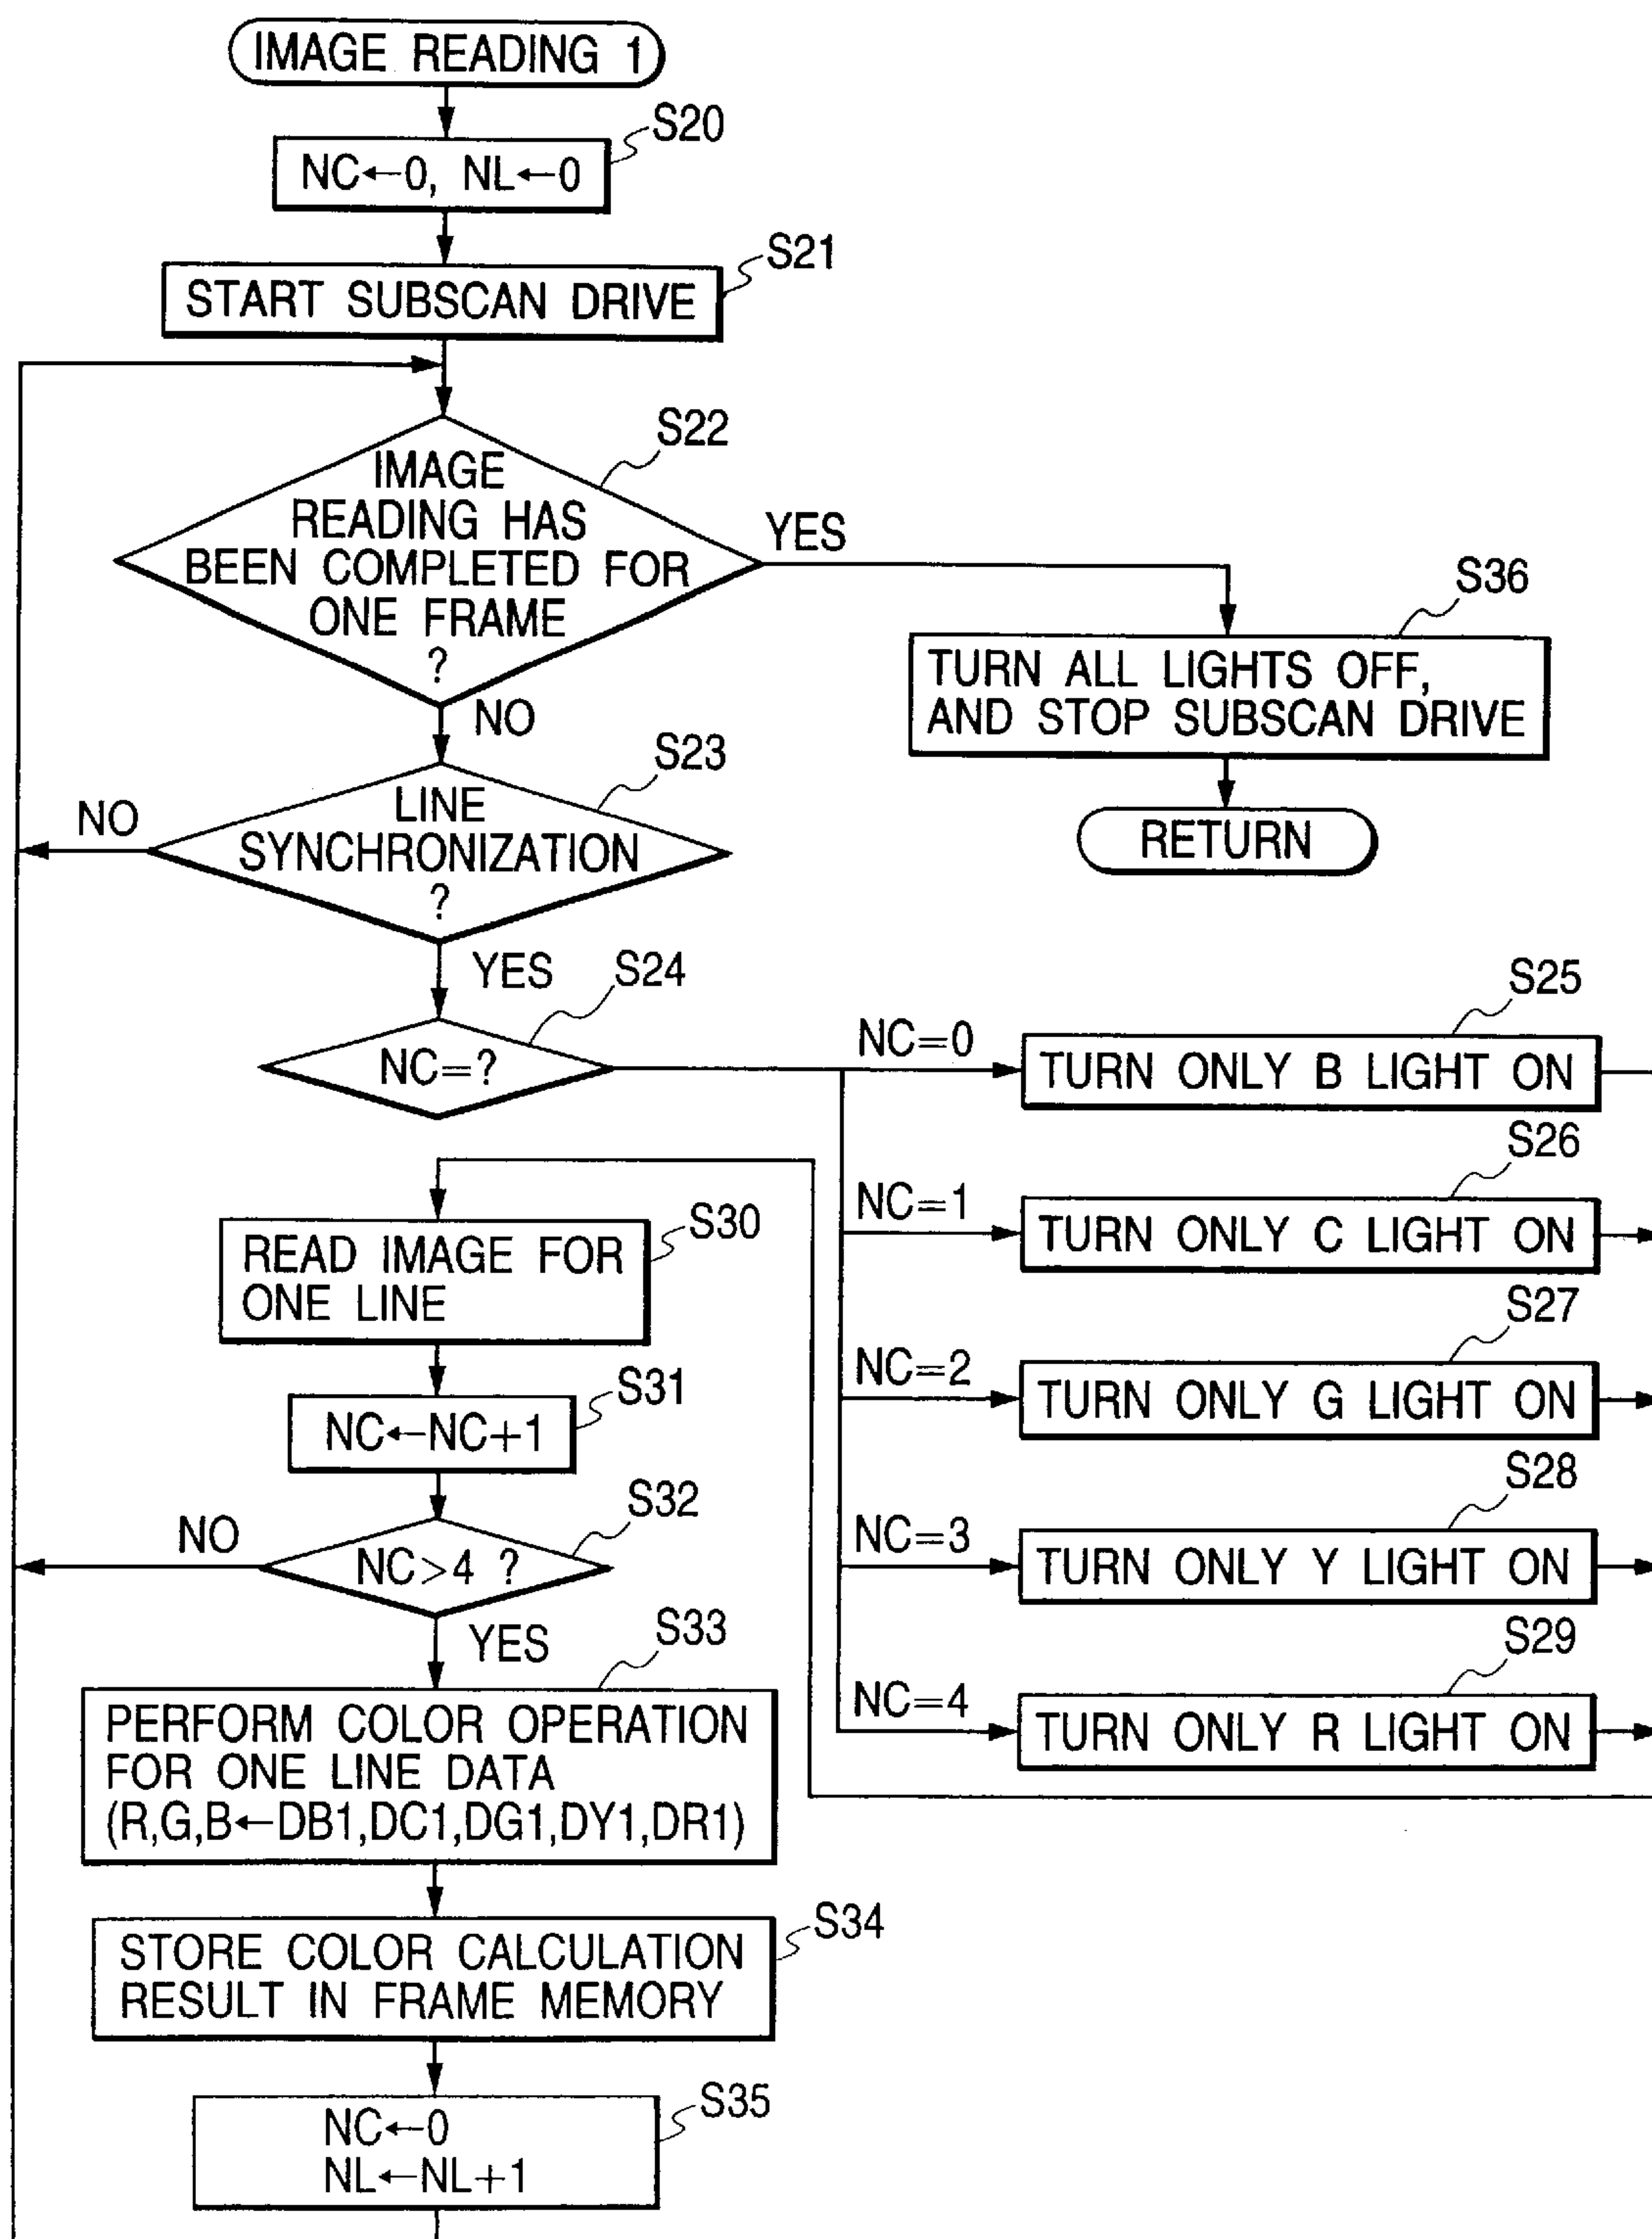 IMAGE READING 1
S20
NC←0, NL←0
S21
START SUBSCAN DRIVE
S22
IMAGE
READING HAS
BEEN COMPLETED FOR
ONE FRAME
?
YES
NO
S36
TURN ALL LIGHTS OFF,
AND STOP SUBSCAN DRIVE
RETURN
S23
LINE
SYNCHRONIZATION
?
NO
YES
S24
NC=?
NC=0
S25
TURN ONLY B LIGHT ON
NC=1
S26
TURN ONLY C LIGHT ON
NC=2
S27
TURN ONLY G LIGHT ON
NC=3
S28
TURN ONLY Y LIGHT ON
NC=4
S29
TURN ONLY R LIGHT ON
S30
READ IMAGE FOR
ONE LINE
S31
NC←NC+1
S32
NC>4 ?
NO
YES
S33
PERFORM COLOR OPERATION
FOR ONE LINE DATA
(R,G,B←DB1,DC1,DG1,DY1,DR1)
S34
STORE COLOR CALCULATION
RESULT IN FRAME MEMORY
S35
NC←0
NL←NL+1